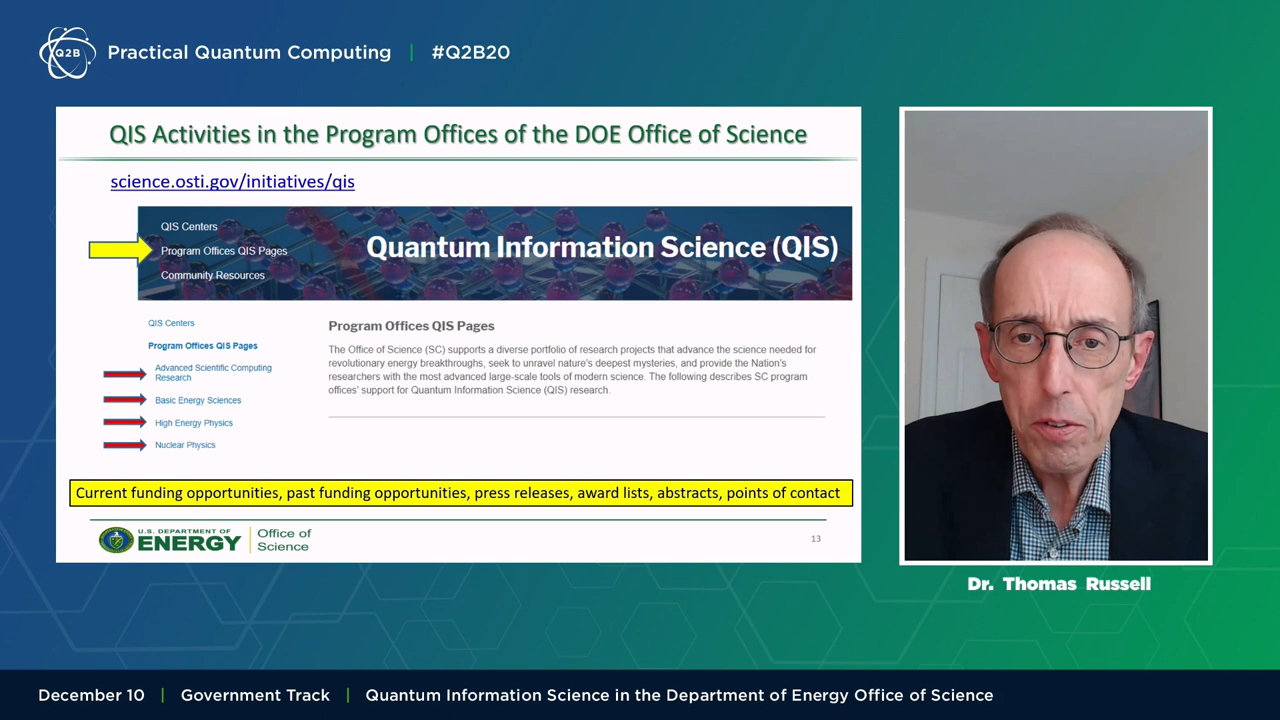 Q2B
Practical Quantum Computing | #Q2B20
QIS Activities in the Program Offices of the DOE Office of Science
science.osti.gov/initiatives/qis
QIS Centers
Program Offices QIS Pages
Community Resources
Quantum Information Science (QIS)
QIS Centers
Program Offices QIS Pages
Advanced Scientific Computing
Research
Basic Energy Sciences
High Energy Physics
Nuclear Physics
Program Offices QIS Pages
The Office of Science (SC) supports a diverse portfolio of research projects that advance the science needed for
revolutionary energy breakthroughs, seek to unravel nature's deepest mysteries, and provide the Nation's
researchers with the most advanced large-scale tools of modern science. The following describes SC program
offices' support for Quantum Information Science (QIS) research.
Current funding opportunities, past funding opportunities, press releases, award lists, abstracts, points of contact
U.S. DEPARTMENT OF
ENERGY
Office of
Science
13
Dr. Thomas Russell
December 10 | Government Track | Quantum Information Science in the Department of Energy Office of Science